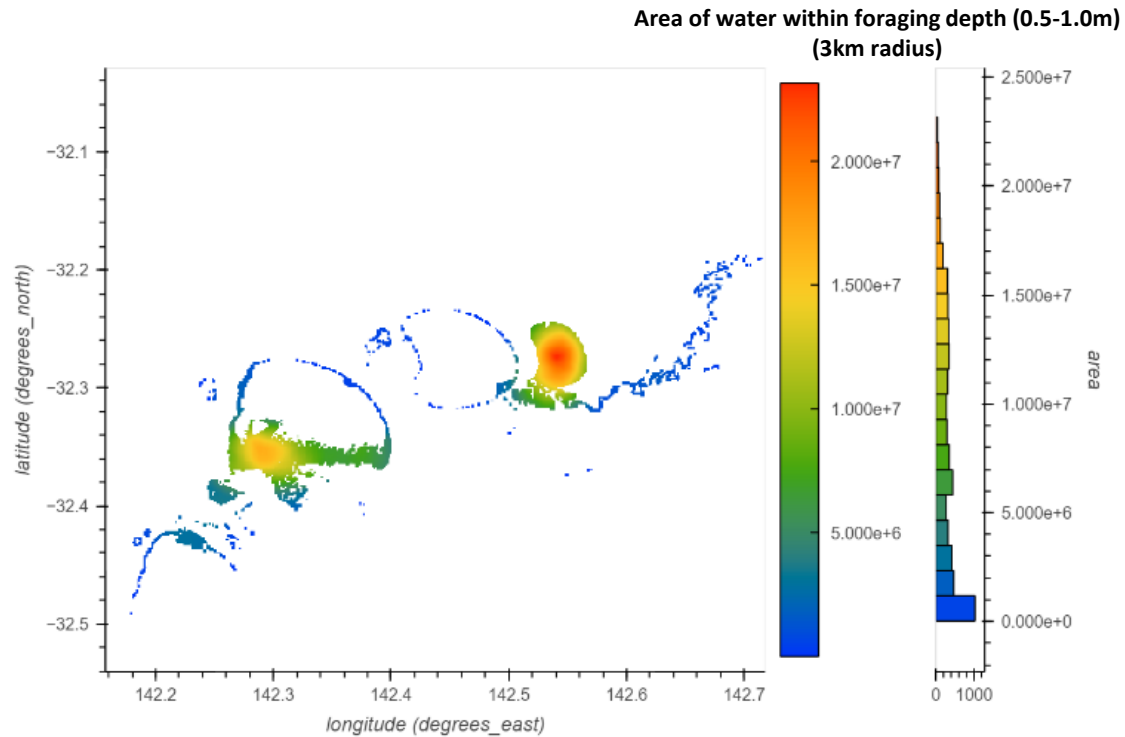 Area of water within foraging depth (0.5-1.0m)
(3km radius)
−32.1
−32.2
−32.3
−32.4
−32.5
latitude (degrees_north)
142.2 142.3 142.4 142.5 142.6 142.7
longitude (degrees_east)
2.000e+7
1.500e+7
1.000e+7
5.000e+6
2.500e+7
2.000e+7
1.500e+7
1.000e+7
5.000e+6
0.000e+0
area
0 1000